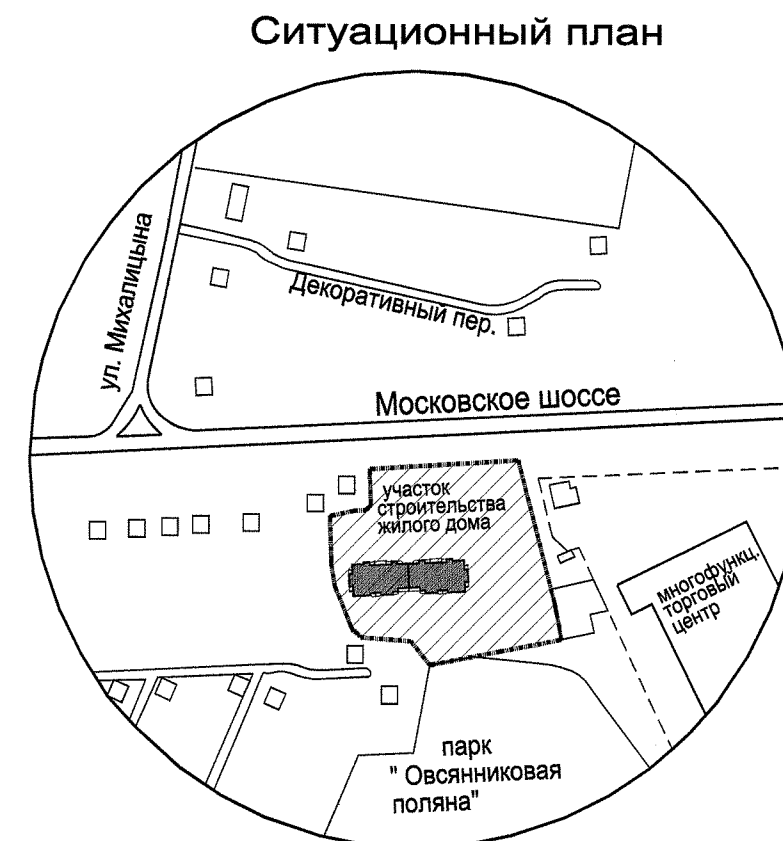 Ситуационный план
ул. Михалицына
Декоративный пер.
Московское шоссе
участок
строительства
жилого дома
многофункц.
торговый
центр
парк
" Овсянниковая
поляна"